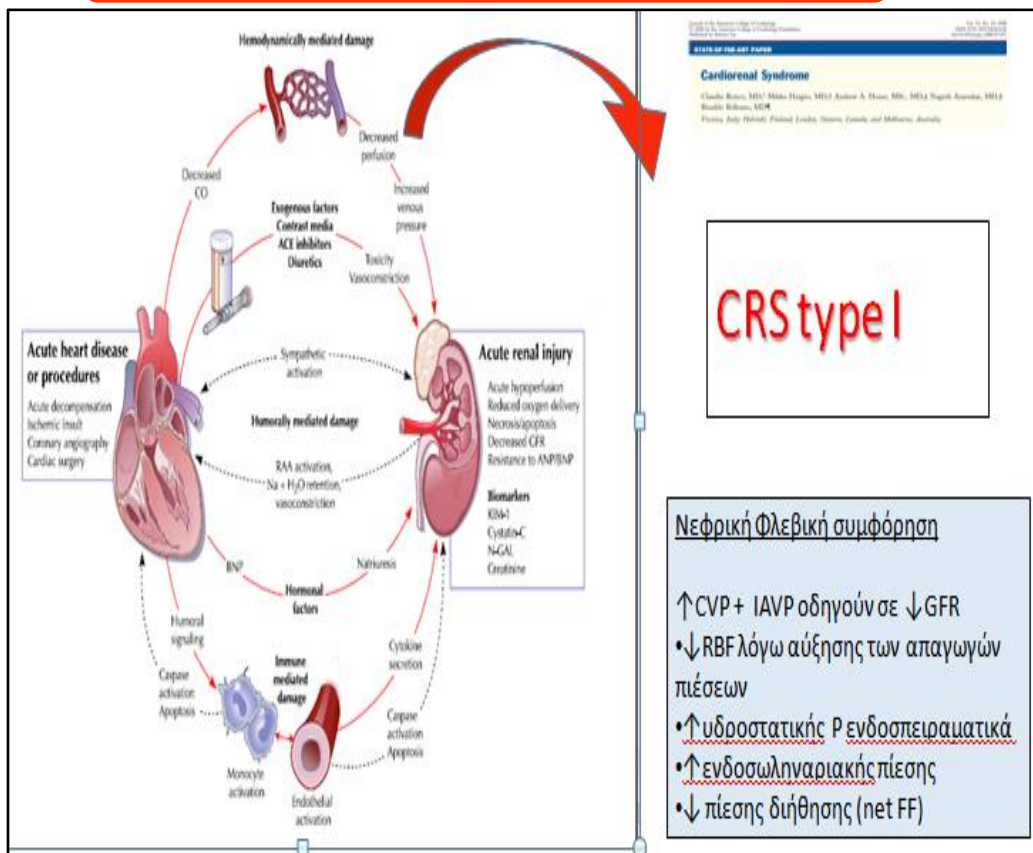 STATE-OF-THE-ART PAPER
Cardiorenal Syndrome
Hemodynamically mediated damage
Decreased
perfusion
Decreased
CO
Increased
venous
pressure
Exogenous factors
Contrast media
ACE inhibitors
Diuretics
Toxicity
Vasoconstriction
Acute heart disease
or procedures
Acute decompensation
Ischemic insult
Coronary angiography
Cardiac surgery
Sympathetic
activation
Humorally mediated damage
RAA activation,
Na + H₂O retention,
vasoconstriction
Acute renal injury
Acute hypoperfusion
Reduced oxygen delivery
Necrosis/apoptosis
Decreased GFR
Resistance to ANP/BNP
Biomarkers
KIM-1
Cystatin-C
N-GAL
Creatinine
BNP
Natriuresis
Hormonal
factors
Humoral
signaling
Cytokine
secretion
Immune
mediated
damage
Caspase
activation
Apoptosis
Caspase
activation
Apoptosis
Monocyte
activation
Endothelial
activation
CRS type I
Νεφρική Φλεβική συμφόρηση
↑CVP + IAVP οδηγούν σε ↓GFR
•↓RBF λόγω αύξησης των απαγωγών
πιέσεων
•↑υδροστατικής P ενδοσπειραματικά
•↑ενδοσωληναριακής πίεσης
•↓ πίεσης διήθησης (net FF)